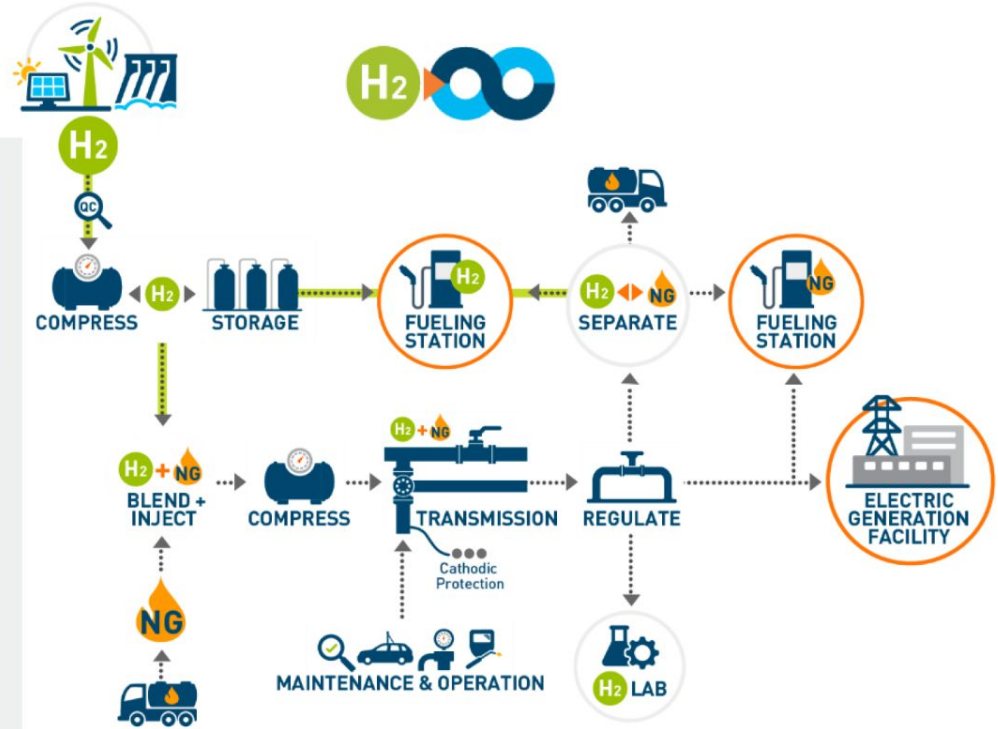 H2
H2
QC
COMPRESS
H2
STORAGE
H2
FUELING
STATION
H2
NG
SEPARATE
NG
FUELING
STATION
H2 + NG
BLEND +
INJECT
COMPRESS
H2 + NG
TRANSMISSION
Cathodic
Protection
REGULATE
ELECTRIC
GENERATION
FACILITY
NG
MAINTENANCE & OPERATION
H2 LAB